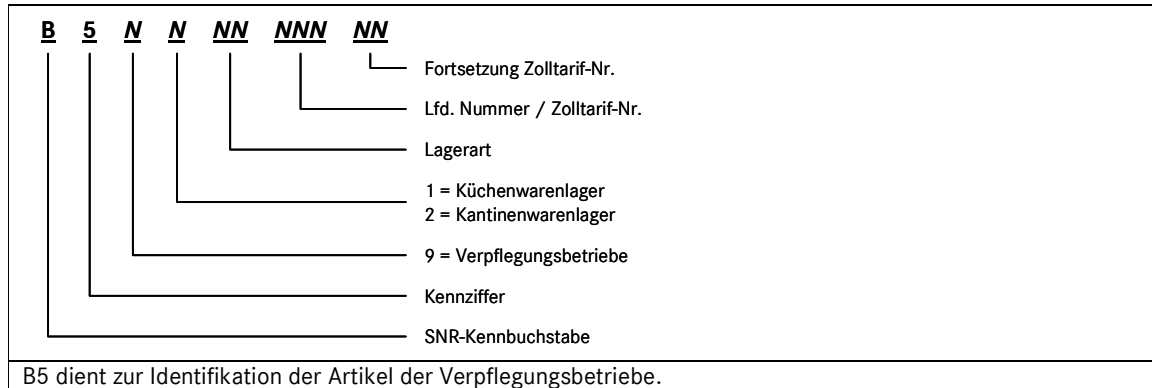 B 5 N N NN NNN NN
Fortsetzung Zolltarif-Nr.
Lfd. Nummer / Zolltarif-Nr.
Lagerart
1 = Küchenwarenlager
2 = Kantinenwarenlager
9 = Verpflegungsbetriebe
Kennziffer
SNR-Kennbuchstabe
B5 dient zur Identifikation der Artikel der Verpflegungsbetriebe.